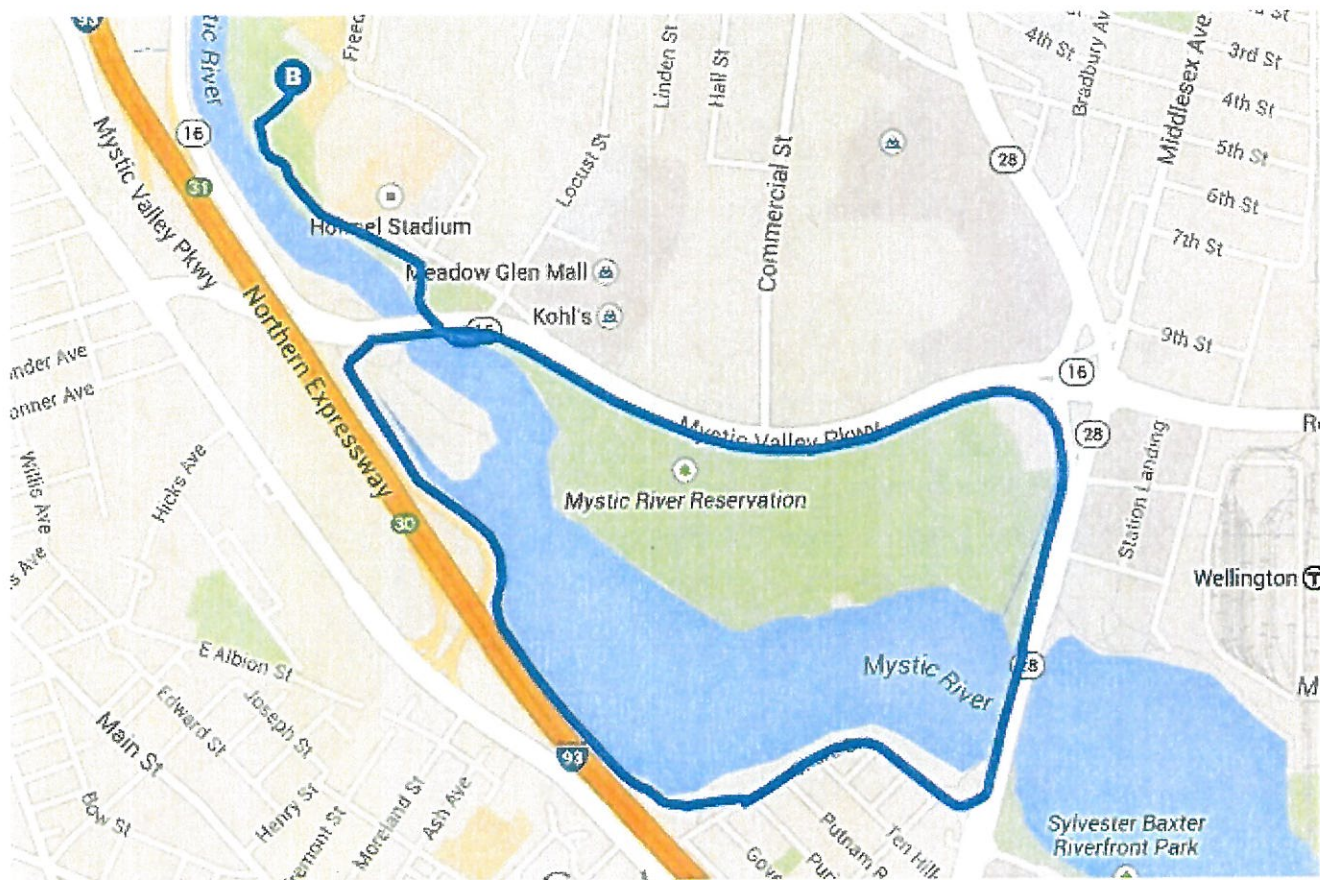 Mystic River
B
16
31
Mystic Valley Pkwy
Northern Expressway
Hormel Stadium
Meadow Glen Mall
Kohl's
Locust St
Linden St
Hall St
Commercial St
28
4th St
Bradbury Av
Middlesex Ave
3rd St
4th St
5th St
6th St
7th St
9th St
16
28
Mystic Valley Pkwy
Mystic River Reservation
Station Landing
Wellington
T
Willis Ave
Hicks Ave
30
E Albion St
Joseph St
Edward St
Main St
Bow St
Henry St
Moreland St
Ash Ave
93
Mystic River
28
Putnam R
Ten Hill
Sylvester Baxter
Riverfront Park